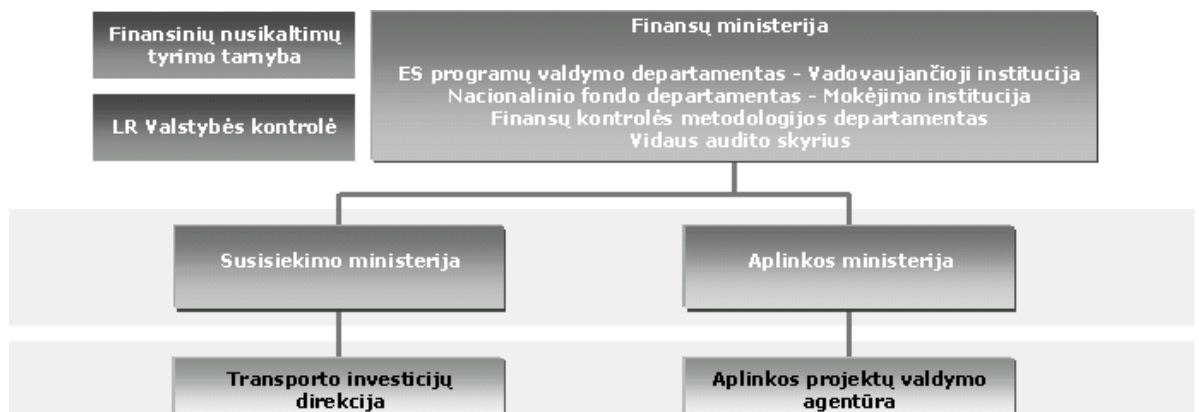 Finansinių nusikaltimų
tyrimo tarnyba
LR Valstybės kontrolė
Finansų ministerija
ES programų valdymo departamentas - Vadovaujančioji institucija
Nacionalinio fondo departamentas - Mokėjimo institucija
Finansų kontrolės metodologijos departamentas
Vidaus audito skyrius
Susisiekimo ministerija
Aplinkos ministerija
Transporto investicijų
direkcija
Aplinkos projektų valdymo
agentūra